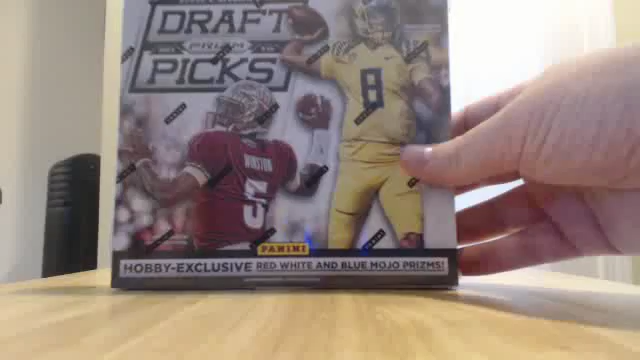 DRAFT
PRIZM
PICKS
8
WINSTON
5
PANINI
HOBBY-EXCLUSIVE RED WHITE AND BLUE MOJO PRIZMS!